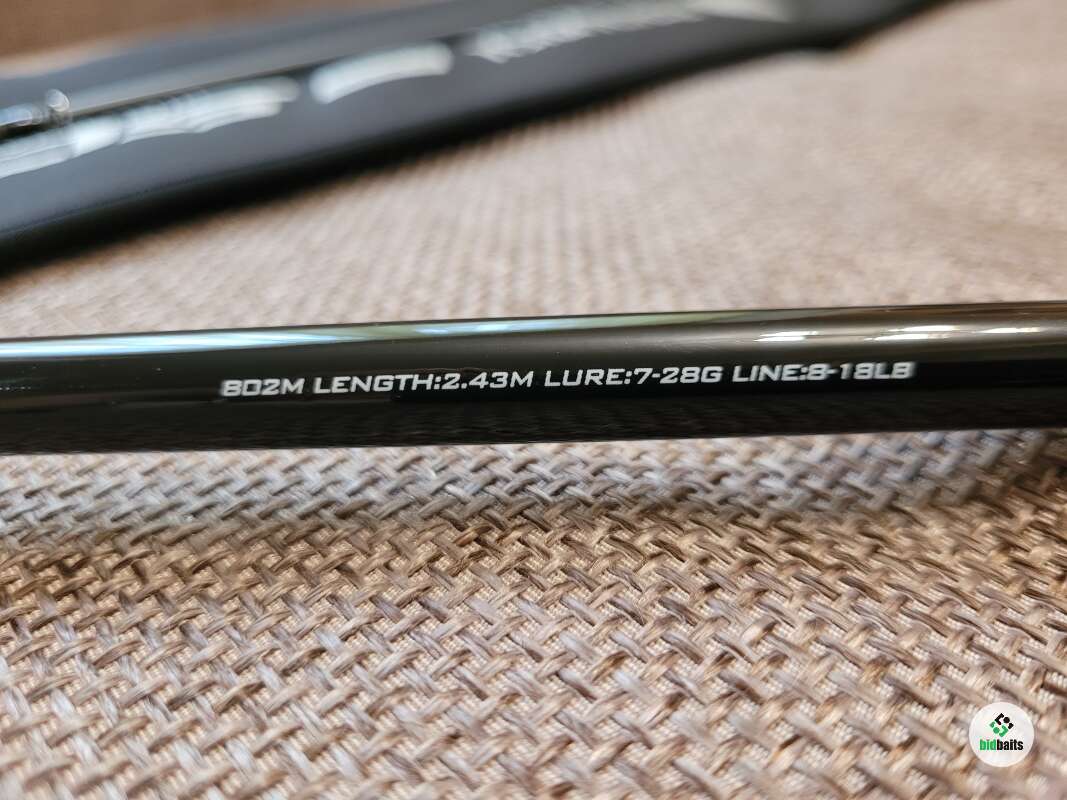 802M LENGTH:2.43M LURE:7-28G LINE:8-18LB
bidbaits